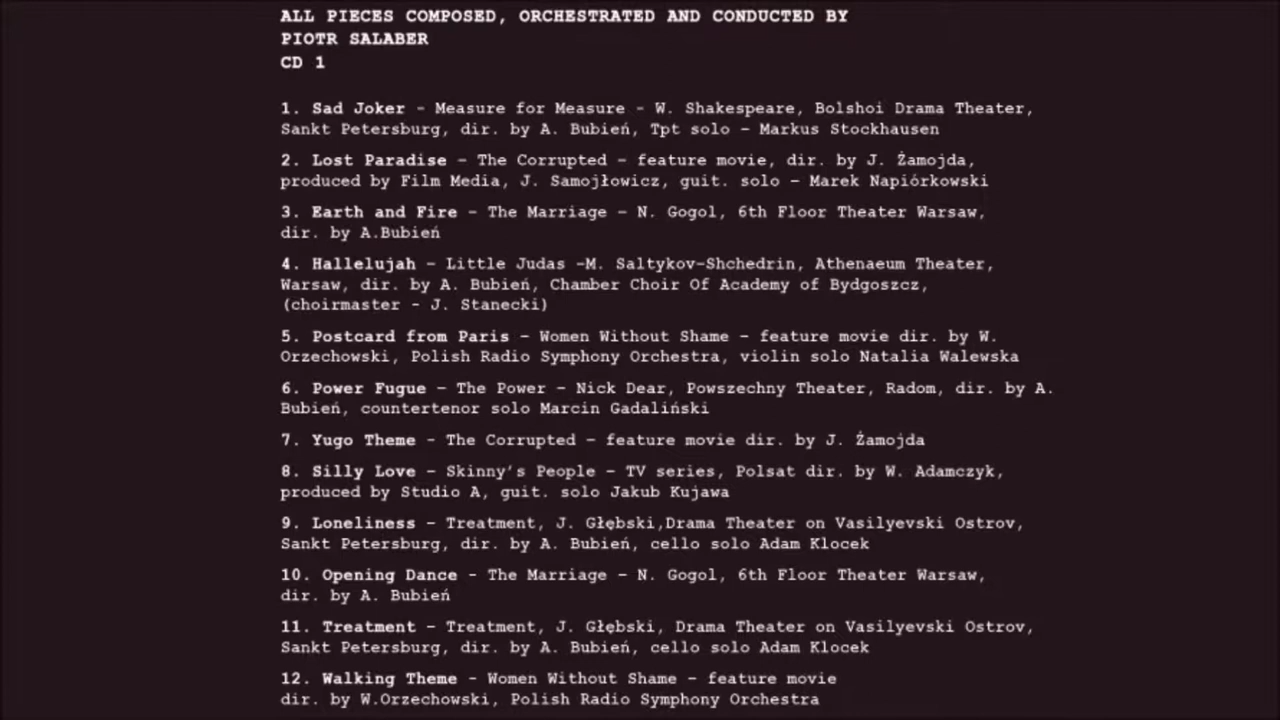 ALL PIECES COMPOSED, ORCHESTRATED AND CONDUCTED BY
PIOTR SALABER
CD 1
1. Sad Joker - Measure for Measure - W. Shakespeare, Bolshoi Drama Theater,
Sankt Petersburg, dir. by A. Bubień, Tpt solo – Markus Stockhausen
2. Lost Paradise – The Corrupted – feature movie, dir. by J. Żamojda,
produced by Film Media, J. Samojłowicz, guit. solo – Marek Napiórkowski
3. Earth and Fire – The Marriage – N. Gogol, 6th Floor Theater Warsaw,
dir. by A.Bubień
4. Hallelujah – Little Judas -M. Saltykov-Shchedrin, Athenaeum Theater,
Warsaw, dir. by A. Bubień, Chamber Choir Of Academy of Bydgoszcz,
(choirmaster - J. Stanecki)
5. Postcard from Paris – Women Without Shame – feature movie dir. by W.
Orzechowski, Polish Radio Symphony Orchestra, violin solo Natalia Walewska
6. Power Fugue – The Power – Nick Dear, Powszechny Theater, Radom, dir. by A.
Bubień, countertenor solo Marcin Gadaliński
7. Yugo Theme - The Corrupted – feature movie dir. by J. Żamojda
8. Silly Love – Skinny’s People – TV series, Polsat dir. by W. Adamczyk,
produced by Studio A, guit. solo Jakub Kujawa
9. Loneliness – Treatment, J. Głębski,Drama Theater on Vasilyevski Ostrov,
Sankt Petersburg, dir. by A. Bubień, cello solo Adam Klocek
10. Opening Dance - The Marriage – N. Gogol, 6th Floor Theater Warsaw,
dir. by A. Bubień
11. Treatment – Treatment, J. Głębski, Drama Theater on Vasilyevski Ostrov,
Sankt Petersburg, dir. by A. Bubień, cello solo Adam Klocek
12. Walking Theme - Women Without Shame – feature movie
dir. by W.Orzechowski, Polish Radio Symphony Orchestra